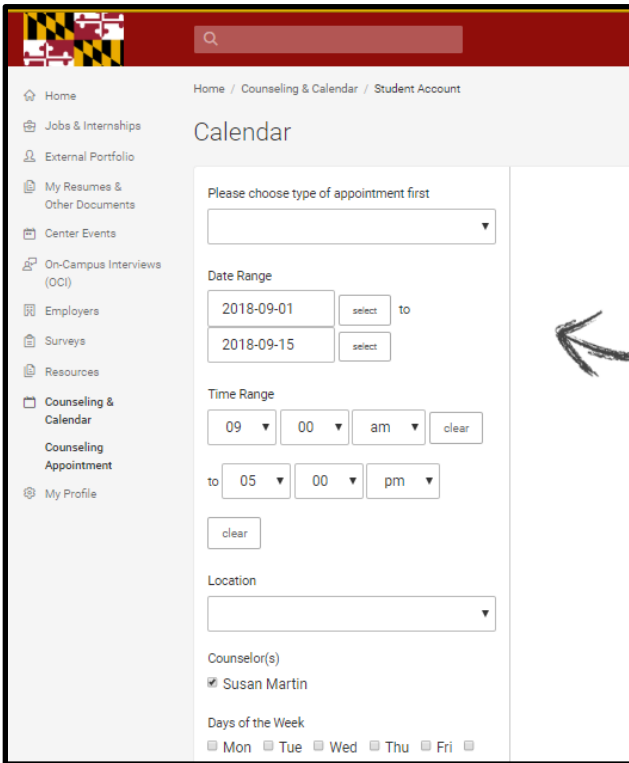 Home
Jobs & Internships
External Portfolio
My Resumes &
Other Documents
Center Events
On-Campus Interviews
(OCI)
Employers
Surveys
Resources
Counseling &
Calendar
Counseling
Appointment
My Profile
Home / Counseling & Calendar / Student Account
Calendar
Please choose type of appointment first
Date Range
2018-09-01 select to
2018-09-15 select
Time Range
09 00 am clear
to 05 00 pm
clear
Location
Counselor(s)
Susan Martin
Days of the Week
Mon Tue Wed Thu Fri